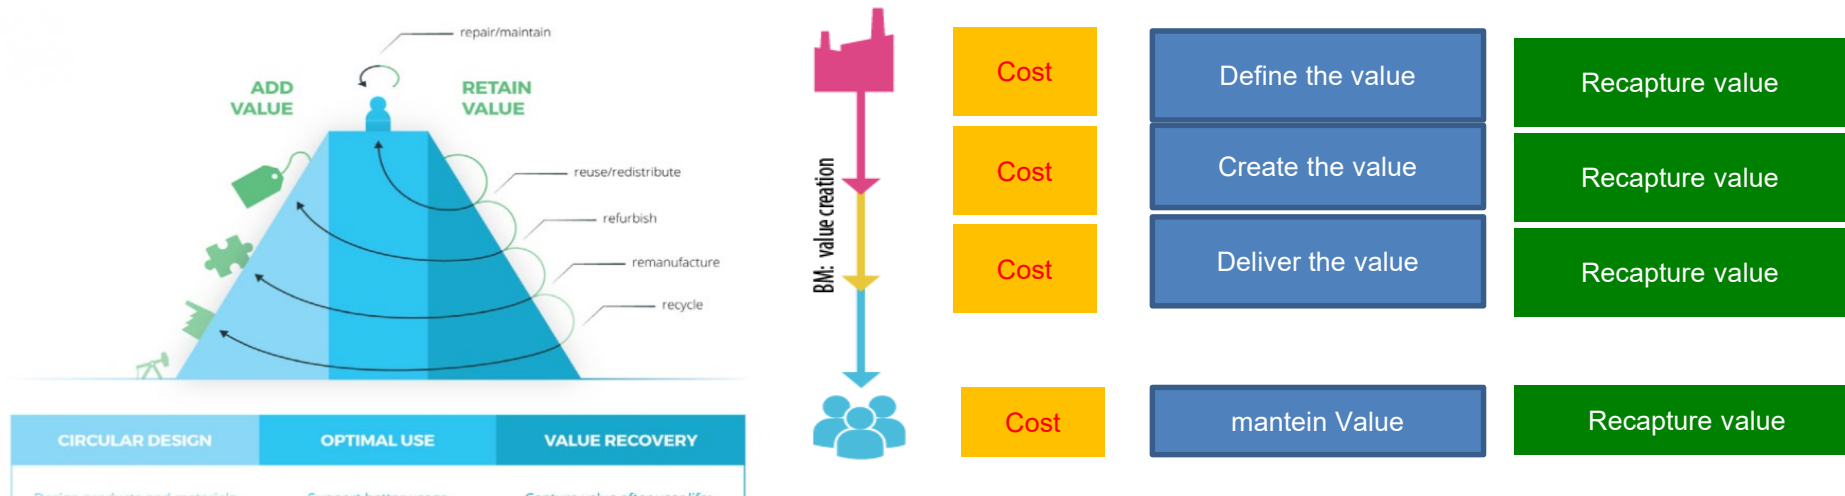 repair/maintain
ADD
VALUE
RETAIN
VALUE
reuse/redistribute
refurbish
remanufacture
recycle
CIRCULAR DESIGN
OPTIMAL USE
VALUE RECOVERY
BM: value creation
Cost
Define the value
Recapture value
Cost
Create the value
Recapture value
Cost
Deliver the value
Recapture value
Cost
mantein Value
Recapture value